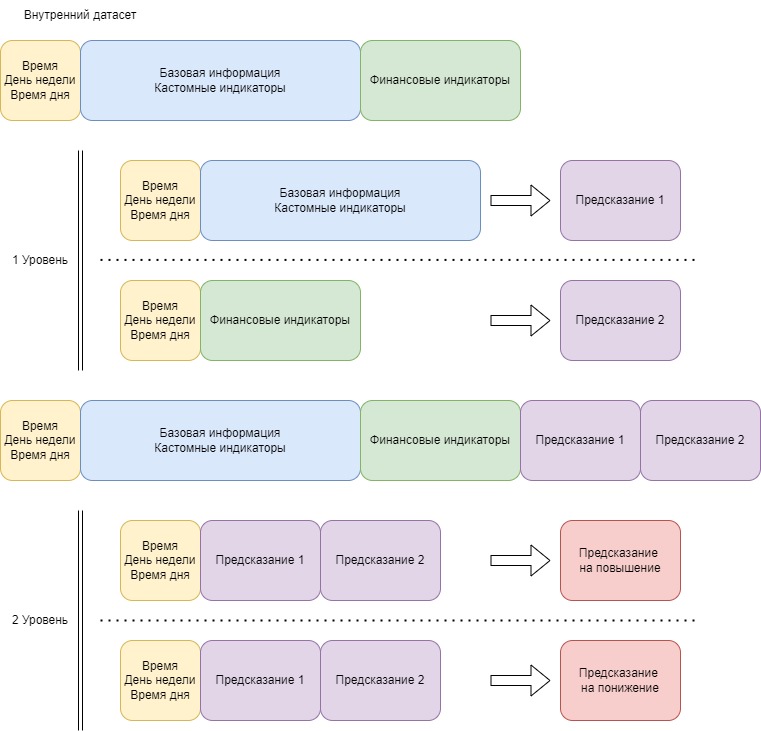 Внутренний датасет
Время
День недели
Время дня
Базовая информация
Кастомные индикаторы
Финансовые индикаторы
1 Уровень
Время
День недели
Время дня
Базовая информация
Кастомные индикаторы
Предсказание 1
Время
День недели
Время дня
Финансовые индикаторы
Предсказание 2
Время
День недели
Время дня
Базовая информация
Кастомные индикаторы
Финансовые индикаторы
Предсказание 1
Предсказание 2
2 Уровень
Время
День недели
Время дня
Предсказание 1
Предсказание 2
Предсказание
на повышение
Время
День недели
Время дня
Предсказание 1
Предсказание 2
Предсказание
на понижение